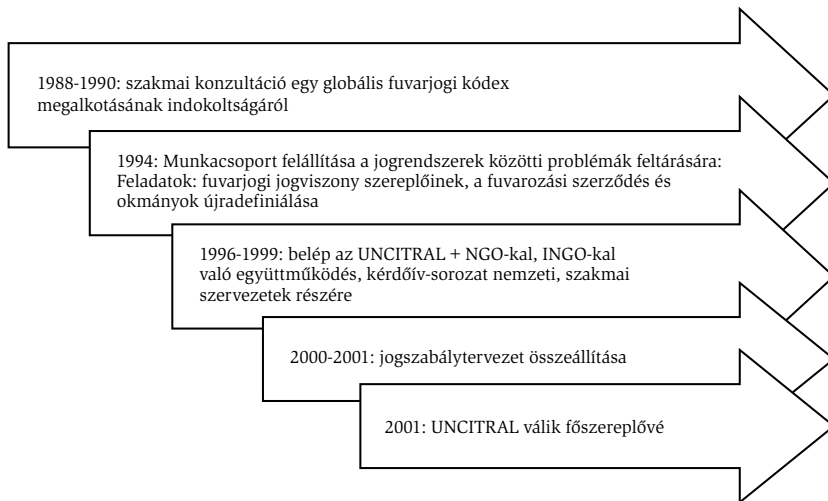 1988-1990: szakmai konzultáció egy globális fuvarjogi kódex
megalkotásának indokoltságáról
1994: Munkacsoport felállítása a jogrendszerek közötti problémák feltárására:
Feladatok: fuvarjogi jogviszony szereplőinek, a fuvarozási szerződés és
okmányok újradefiniálása
1996-1999: belép az UNCITRAL + NGO-kal, INGO-kal
való együttműködés, kérdőív-sorozat nemzeti, szakmai
szervezetek részére
2000-2001: jogszabálytervezet összeállítása
2001: UNCITRAL válik főszereplővé